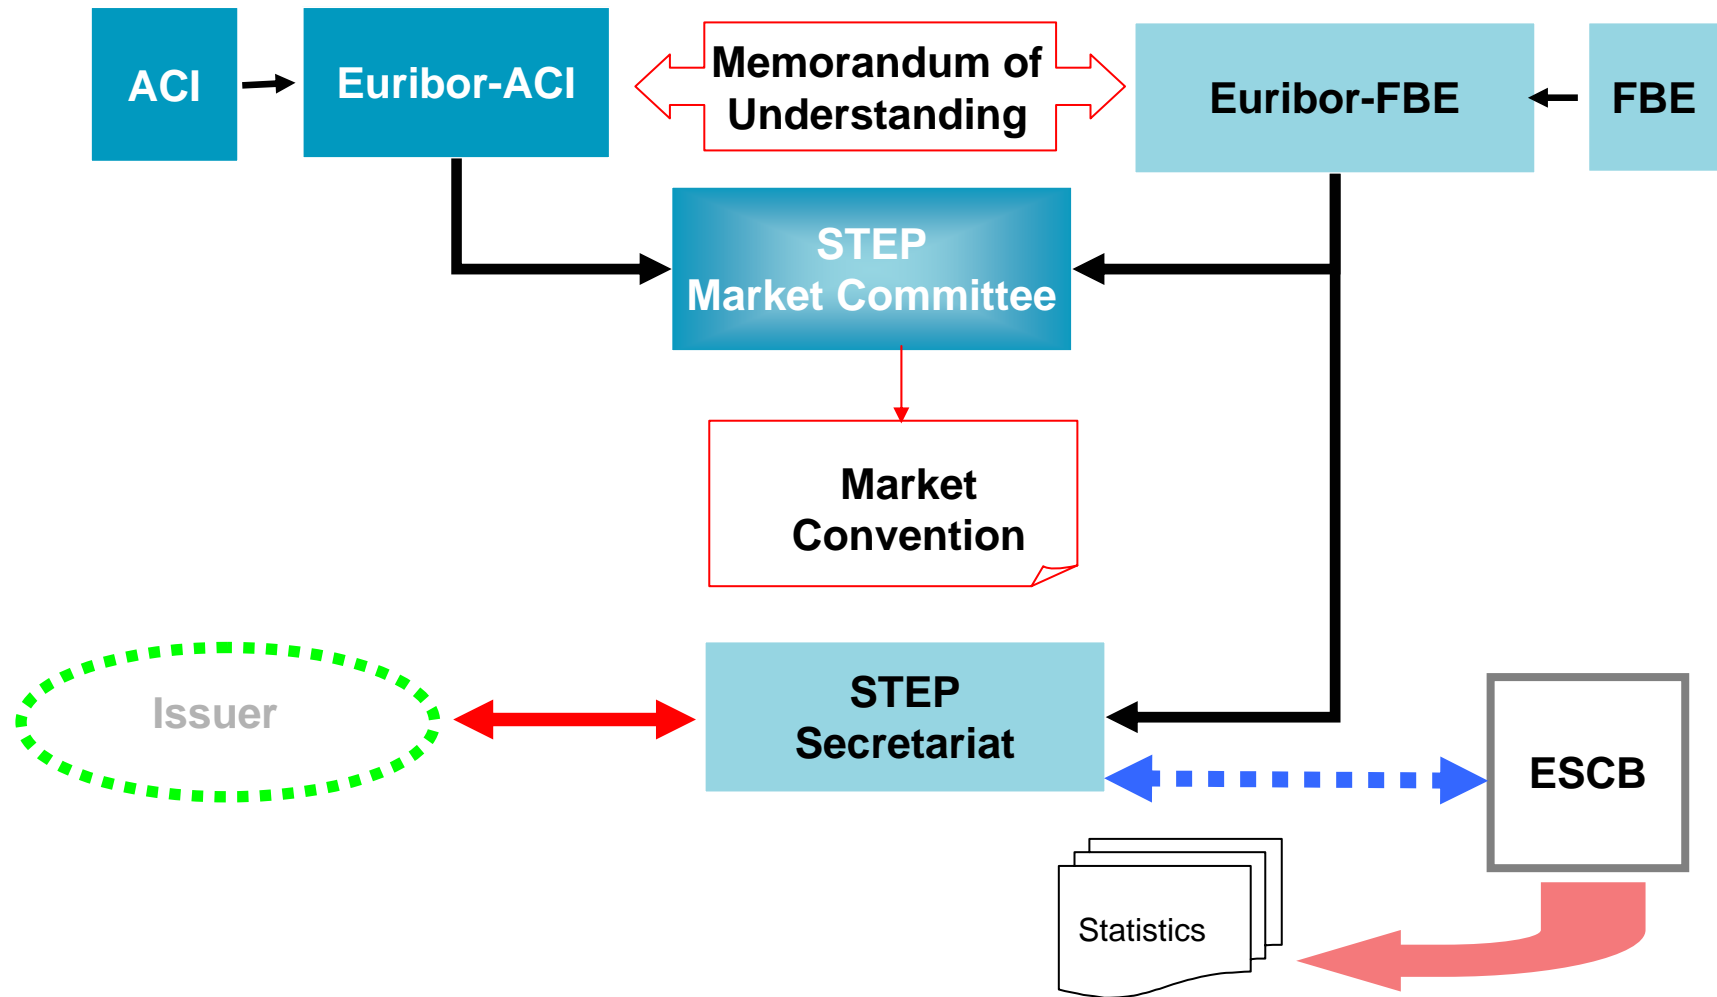 ACI
Euribor-ACI
Memorandum of
Understanding
Euribor-FBE
FBE
STEP
Market Committee
Market
Convention
Issuer
STEP
Secretariat
ESCB
Statistics